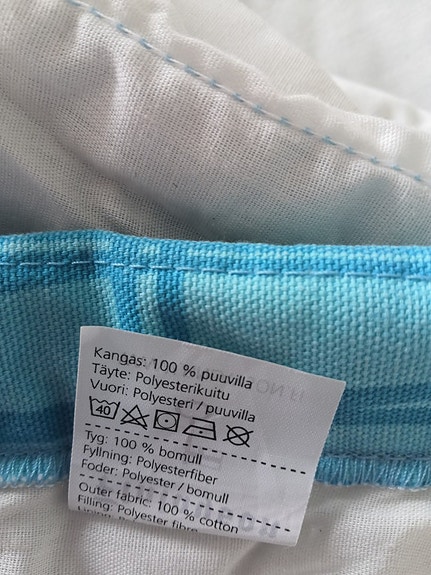 Kangas: 100 % puuvilla
Täyte: Polyesterikuitu
Vuori: Polyesteri / puuvilla
40
Tyg: 100 % bomull
Fyllning: Polyesterfiber
Foder: Polyester / bomull
Outer fabric: 100 % cotton
Filling: Polyester fibre